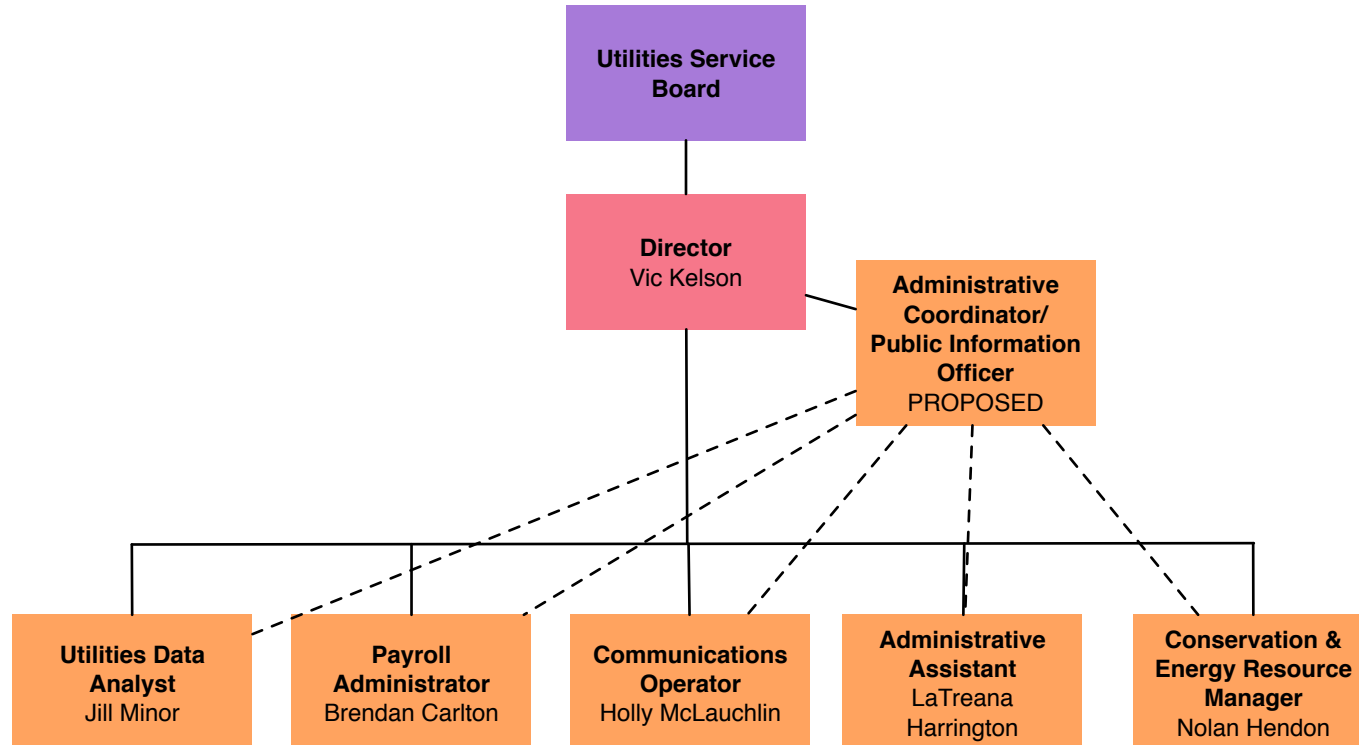 Utilities Service
Board
Director
Vic Kelson
Administrative
Coordinator/
Public Information
Officer
PROPOSED
Utilities Data
Analyst
Jill Minor
Payroll
Administrator
Brendan Carlton
Communications
Operator
Holly McLauchlin
Administrative
Assistant
LaTreana
Harrington
Conservation &
Energy Resource
Manager
Nolan Hendon